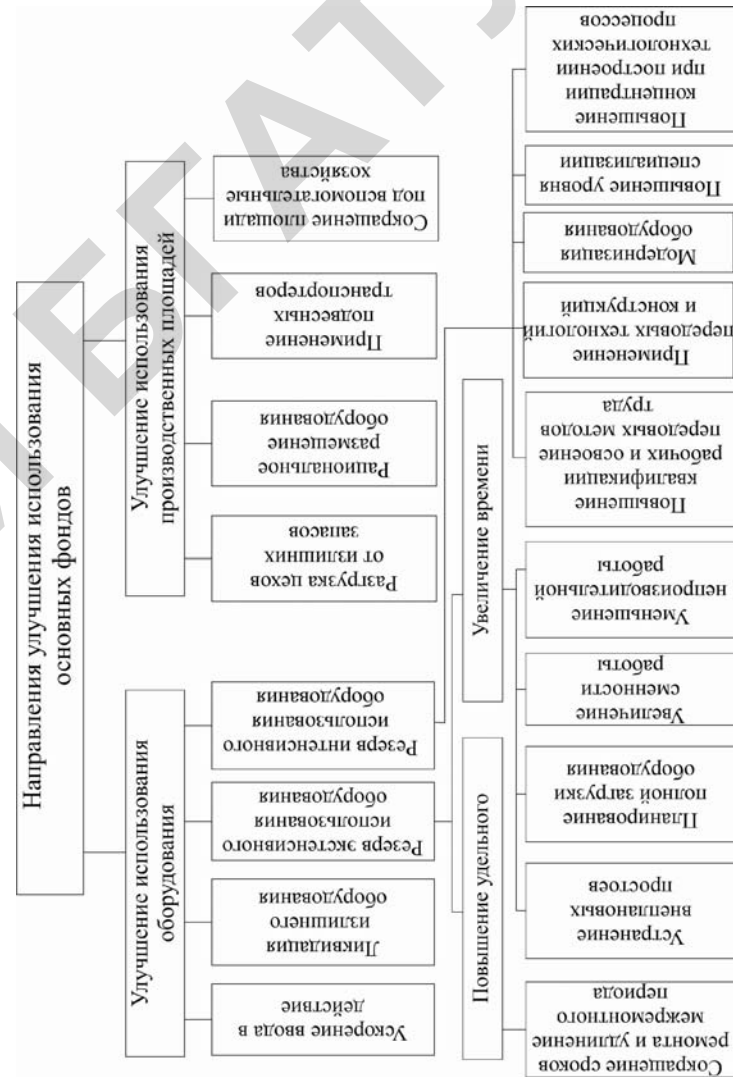 Направления улучшения использования
основных фондов
Улучшение использования
оборудования
Улучшение использования
производственных площадей
Ускорение ввода в
действие
Ликвидация
излишнего
оборудования
Резерв экстенсивного
использования
оборудования
Резерв интенсивного
использования
оборудования
Разгрузка цехов
от излишних
запасов
Рациональное
размещение
оборудования
Применение
подвесных
транспортеров
Сокращение площади
под вспомогательные
хозяйства
Повышение удельного
Увеличение времени
Сокращение сроков
ремонта и удлинение
межремонтного
периода
Устранение
внеплановых
простоев
Планирование
полной загрузки
оборудования
Увеличение
сменности
работы
Уменьшение
непроизводительной
работы
Повышение
квалификации
рабочих и освоение
передовых методов
труда
Применение
передовых технологий
и конструкций
Модернизация
оборудования
Повышение уровня
специализации
Повышение
концентрации
при построении
технологических
процессов
БГАТУ